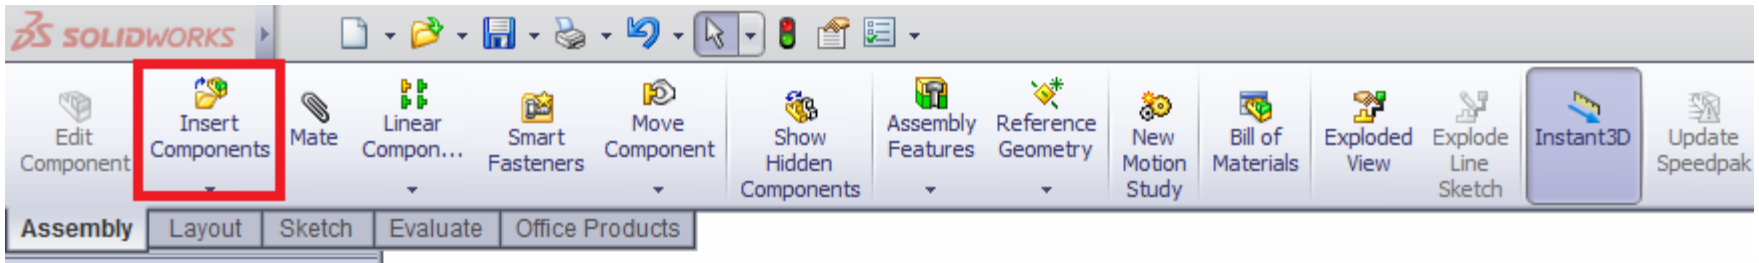 SOLIDWORKS
Edit
Component
Insert
Components
Mate
Linear
Compon...
Smart
Fasteners
Move
Component
Show
Hidden
Components
Assembly
Features
Reference
Geometry
New
Motion
Study
Bill of
Materials
Exploded
View
Explode
Line
Sketch
Instant3D
Update
Speedpak
Assembly
Layout
Sketch
Evaluate
Office Products